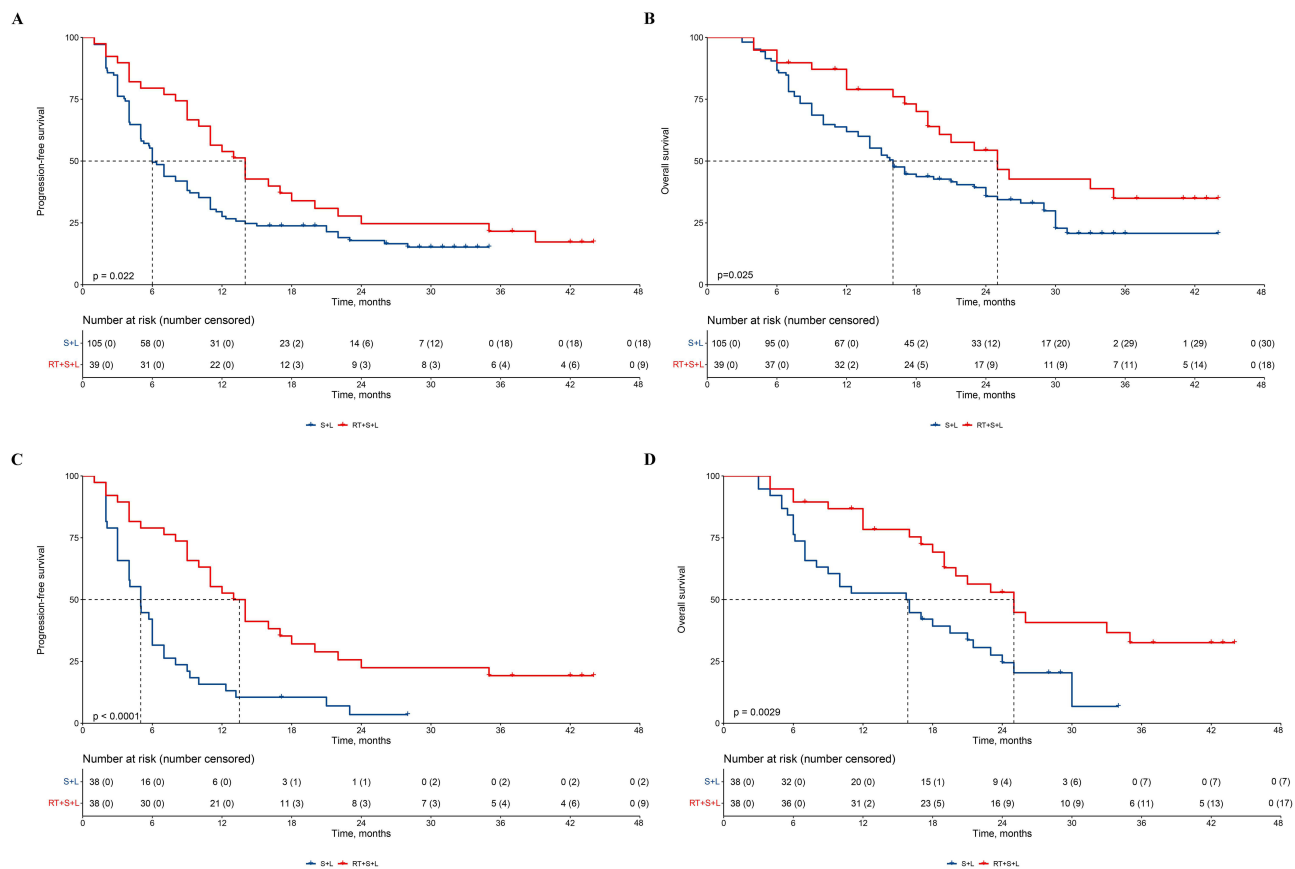 A
Progression-free survival
100
75
50
25
0
p = 0.022
0 6 12 18 24 30 36 42 48
Time, months
Number at risk (number censored)
S+L 105 (0) 58 (0) 31 (0) 23 (2) 14 (6) 7 (12) 0 (18) 0 (18) 0 (18)
RT+S+L 39 (0) 31 (0) 22 (0) 12 (3) 9 (3) 8 (3) 6 (4) 4 (6) 0 (9)
0 6 12 18 24 30 36 42 48
Time, months
S+L RT+S+L
B
Overall survival
100
75
50
25
0
p=0.025
0 6 12 18 24 30 36 42 48
Time, months
Number at risk (number censored)
S+L 105 (0) 95 (0) 67 (0) 45 (2) 33 (12) 17 (20) 2 (29) 1 (29) 0 (30)
RT+S+L 39 (0) 37 (0) 32 (2) 24 (5) 17 (9) 11 (9) 7 (11) 5 (14) 0 (18)
0 6 12 18 24 30 36 42 48
Time, months
S+L RT+S+L
C
Progression-free survival
100
75
50
25
0
p < 0.0001
0 6 12 18 24 30 36 42 48
Time, months
Number at risk (number censored)
S+L 38 (0) 16 (0) 6 (0) 3 (1) 1 (1) 0 (2) 0 (2) 0 (2) 0 (2)
RT+S+L 38 (0) 30 (0) 21 (0) 11 (3) 8 (3) 7 (3) 5 (4) 4 (6) 0 (9)
0 6 12 18 24 30 36 42 48
Time, months
S+L RT+S+L
D
Overall survival
100
75
50
25
0
p = 0.0029
0 6 12 18 24 30 36 42 48
Time, months
Number at risk (number censored)
S+L 38 (0) 32 (0) 20 (0) 15 (1) 9 (4) 3 (6) 0 (7) 0 (7) 0 (7)
RT+S+L 38 (0) 36 (0) 31 (2) 23 (5) 16 (9) 10 (9) 6 (11) 5 (13) 0 (17)
0 6 12 18 24 30 36 42 48
Time, months
S+L RT+S+L